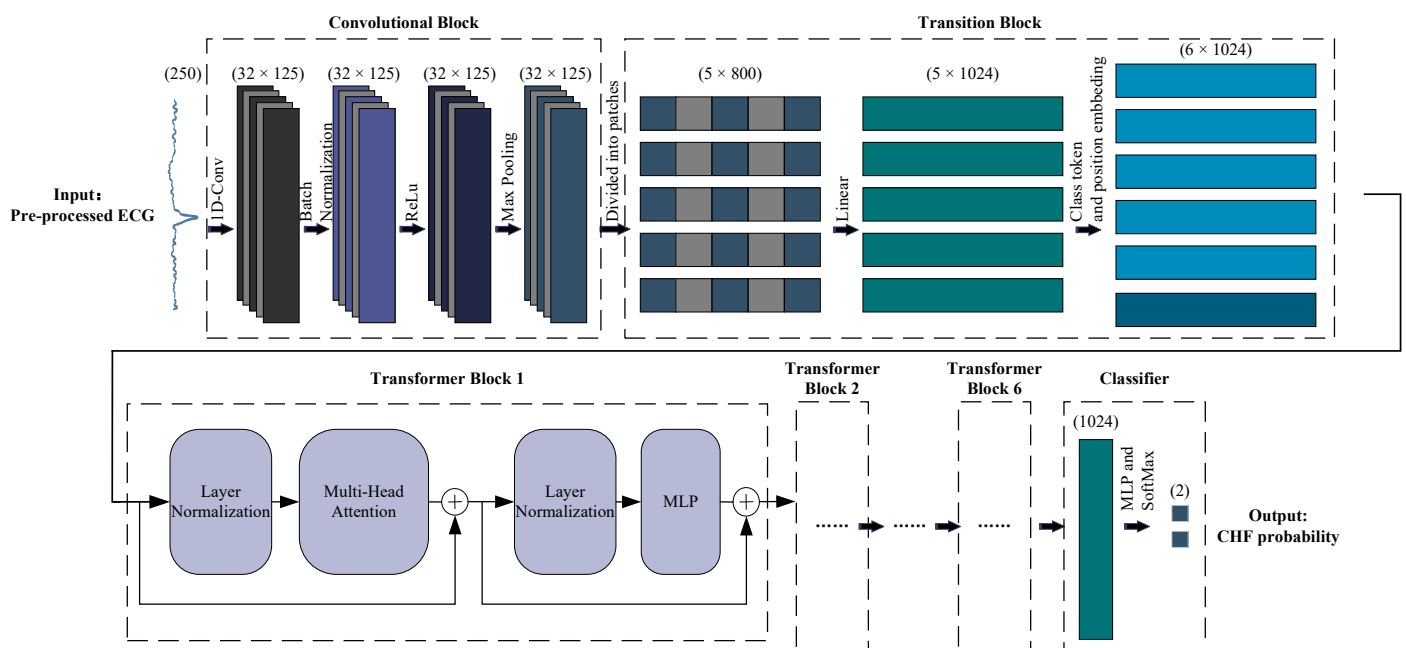 Convolutional Block
Transition Block
(250)
(32 × 125)
(32 × 125)
(32 × 125)
(32 × 125)
(5 × 800)
(5 × 1024)
(6 × 1024)
Input:
Pre-processed ECG
1D-Conv
Batch
Normalization
ReLu
Max Pooling
Divided into patches
Linear
Class token
and position embbeding
Transformer Block 1
Transformer
Block 2
Transformer
Block 6
Classifier
Layer
Normalization
Multi-Head
Attention
+
Layer
Normalization
MLP
+
......
......
......
(1024)
MLP and
SoftMax
(2)
Output:
CHF probability